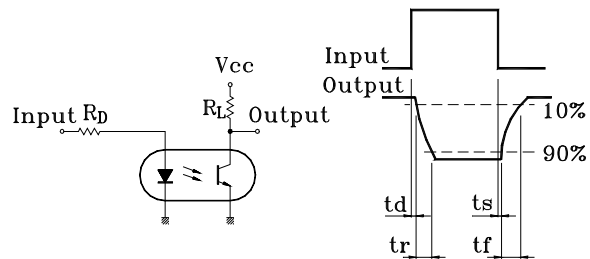 Vcc
Input RD
RL Output
Input
Output
10%
90%
td
ts
tr
tf